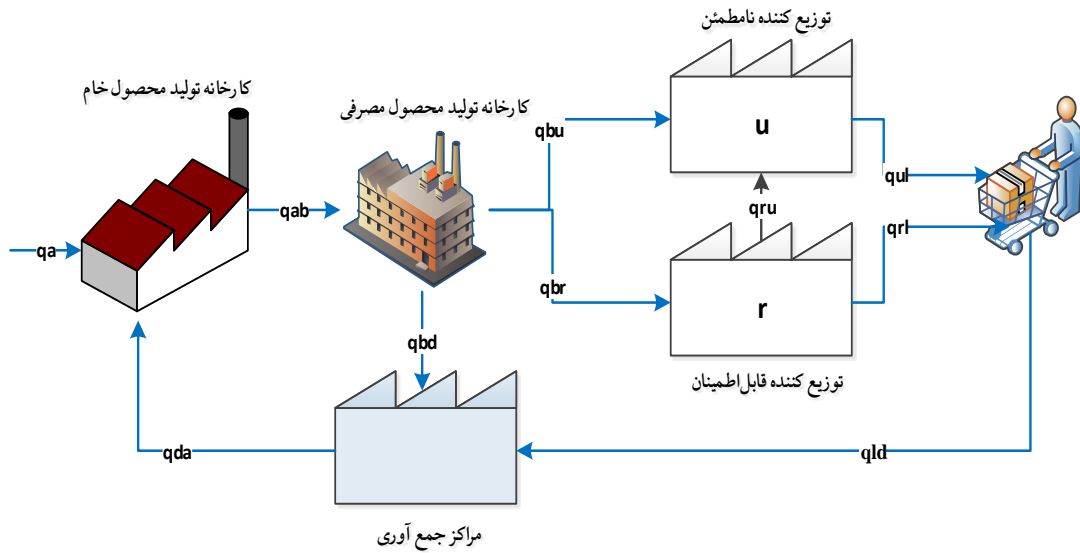 توزیع کننده نامطمئن
کارخانه تولید محصول خام
کارخانه تولید محصول مصرفی
qbu
u
qul
qab
qru
qrl
qa
qbr
r
qbd
توزیع کننده قابل‌اطمینان
qda
qld
مراکز جمع آوری